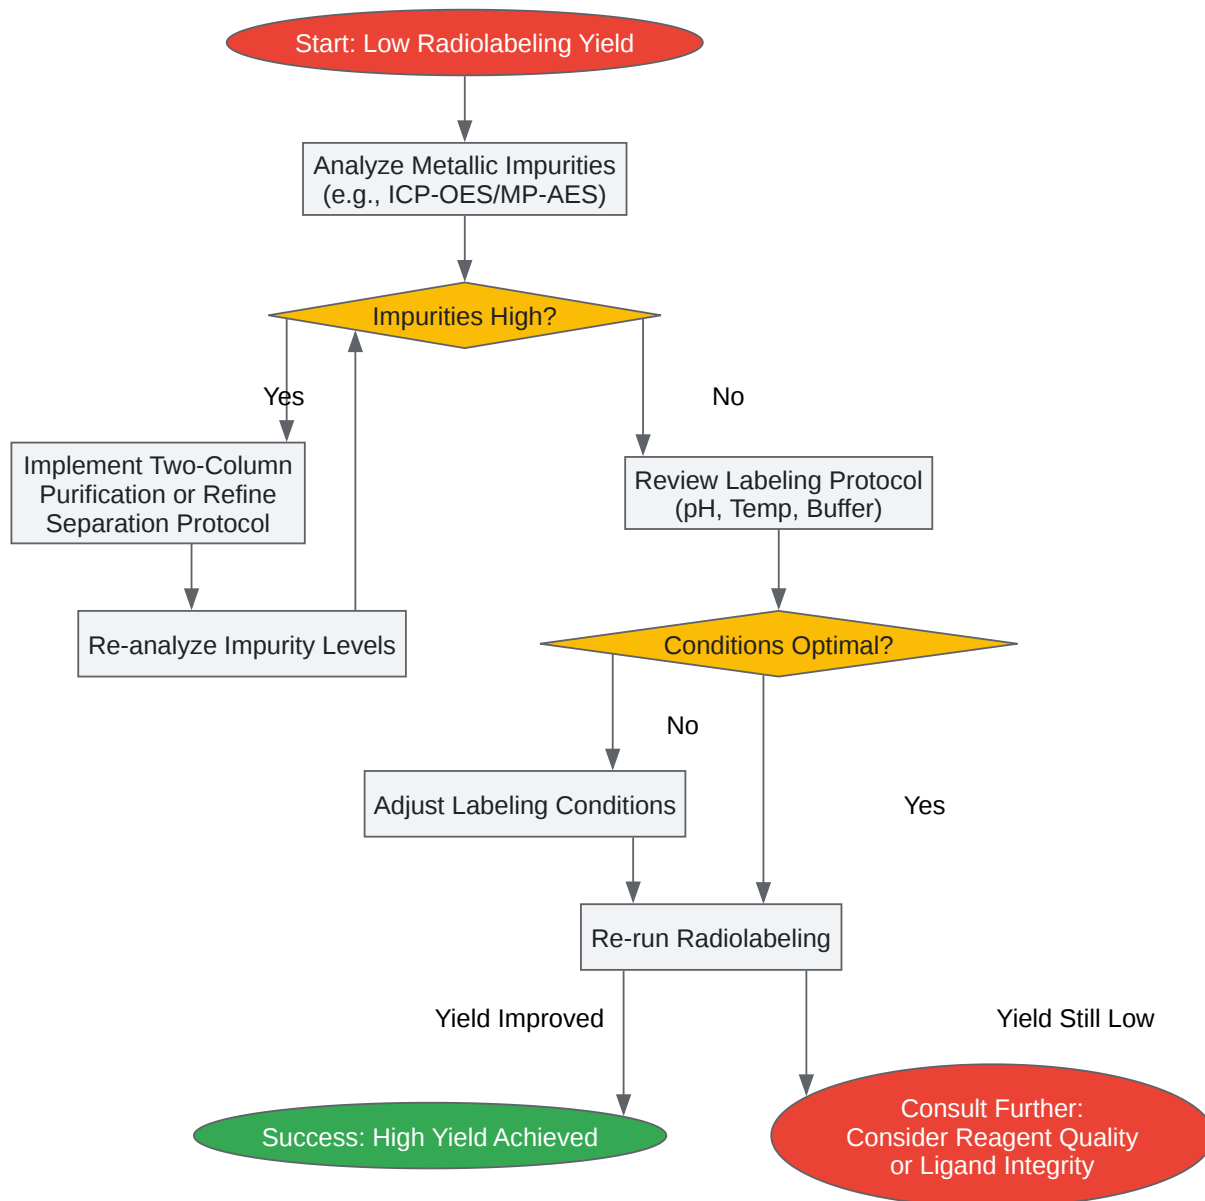 Start: Low Radiolabeling Yield
Analyze Metallic Impurities
(e.g., ICP-OES/MP-AES)
Impurities High?
Yes
No
Implement Two-Column
Purification or Refine
Separation Protocol
Review Labeling Protocol
(pH, Temp, Buffer)
Re-analyze Impurity Levels
Conditions Optimal?
No
Adjust Labeling Conditions
Yes
Re-run Radiolabeling
Yield Improved
Yield Still Low
Success: High Yield Achieved
Consult Further:
Consider Reagent Quality
or Ligand Integrity